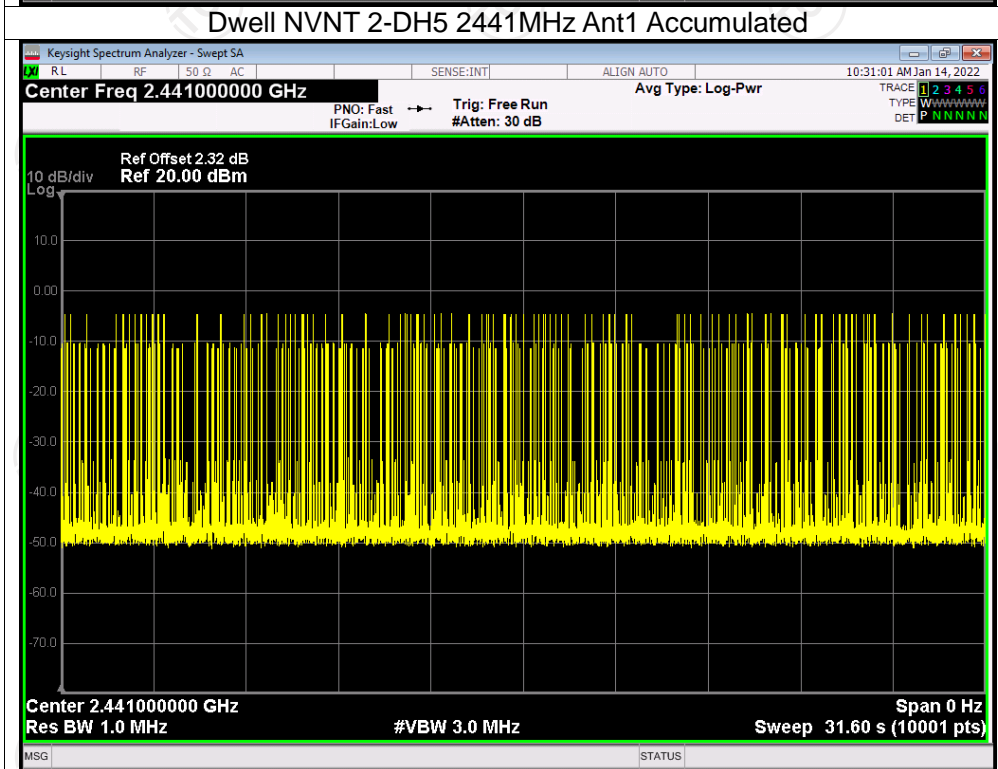 Dwell NVNT 2-DH5 2441MHz Ant1 Accumulated
Keysight Spectrum Analyzer - Swept SA
LXI RL RF 50 Ω AC SENSE:INT ALIGN AUTO 10:31:01 AM Jan 14, 2022
Center Freq 2.441000000 GHz Avg Type: Log-Pwr TRACE 1 2 3 4 5 6
PNO: Fast Trig: Free Run TYPE WWWWWW
IFGain:Low #Atten: 30 dB DET P N N N N N
Ref Offset 2.32 dB
10 dB/div Ref 20.00 dBm
Log
10.0
0.00
-10.0
-20.0
-30.0
-40.0
-50.0
-60.0
-70.0
Center 2.441000000 GHz Span 0 Hz
Res BW 1.0 MHz #VBW 3.0 MHz Sweep 31.60 s (10001 pts)
MSG STATUS